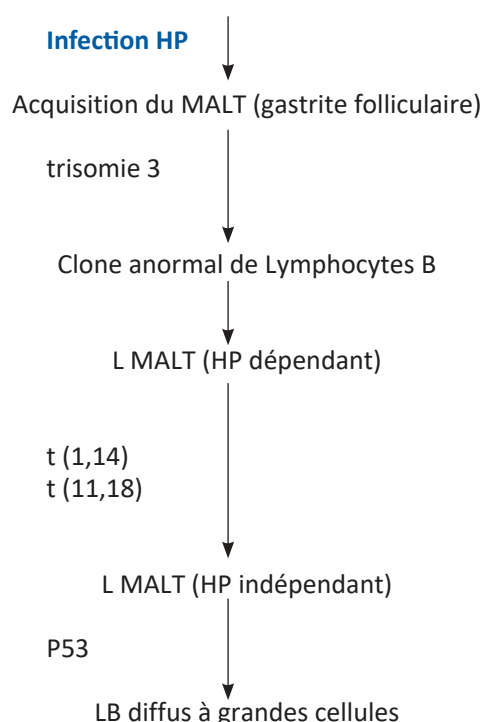 Infection HP
Acquisition du MALT (gastrite folliculaire)
trisomie 3
Clone anormal de Lymphocytes B
L MALT (HP dépendant)
t (1,14)
t (11,18)
L MALT (HP indépendant)
P53
LB diffus à grandes cellules